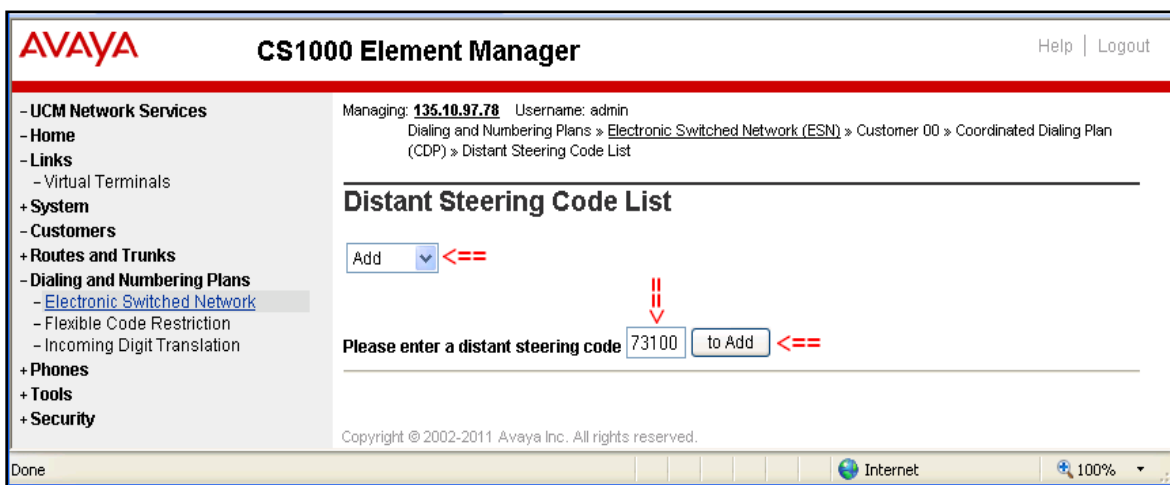 AVAYA
CS1000 Element Manager
Help | Logout
– UCM Network Services
– Home
– Links
– Virtual Terminals
+ System
– Customers
+ Routes and Trunks
– Dialing and Numbering Plans
– Electronic Switched Network
– Flexible Code Restriction
– Incoming Digit Translation
+ Phones
+ Tools
+ Security
Managing: 135.10.97.78 Username: admin
Dialing and Numbering Plans » Electronic Switched Network (ESN) » Customer 00 » Coordinated Dialing Plan
(CDP) » Distant Steering Code List
Distant Steering Code List
Add <==
Please enter a distant steering code 73100 to Add <==
Copyright © 2002-2011 Avaya Inc. All rights reserved.
Done
Internet
100%